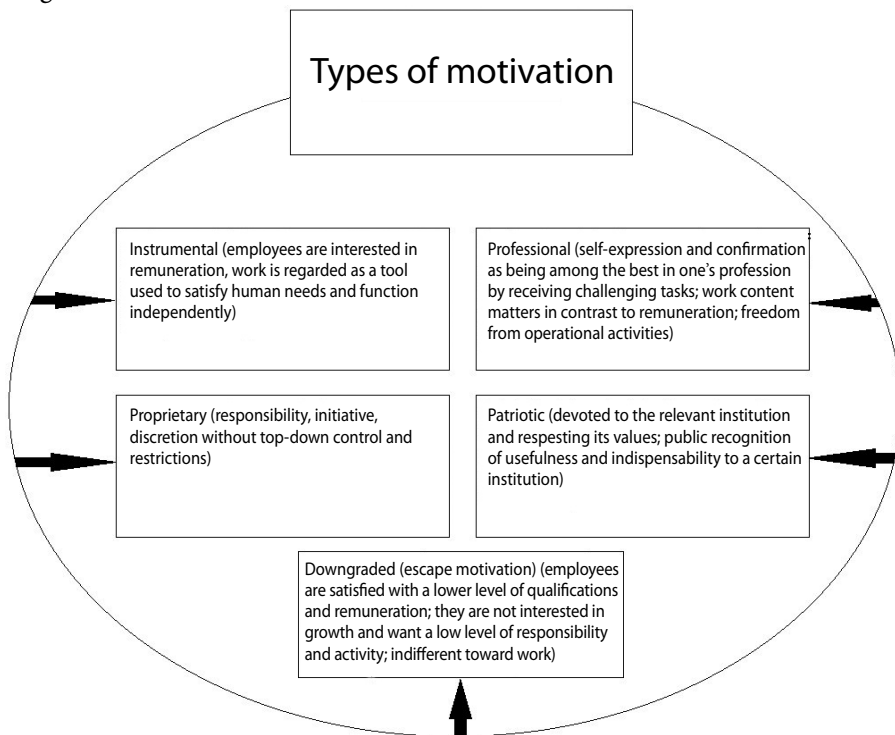 Types of motivation
Instrumental (employees are interested in
remuneration, work is regarded as a tool
used to satisfy human needs and function
independently)
Professional (self-expression and confirmation
as being among the best in one's profession
by receiving challenging tasks; work content
matters in contrast to remuneration; freedom
from operational activities)
Proprietary (responsibility, initiative,
discretion without top-down control and
restrictions)
Patriotic (devoted to the relevant institution
and respesting its values; public recognition
of usefulness and indispensability to a certain
institution)
Downgraded (escape motivation) (employees
are satisfied with a lower level of qualifications
and remuneration; they are not interested in
growth and want a low level of responsibility
and activity; indifferent toward work)